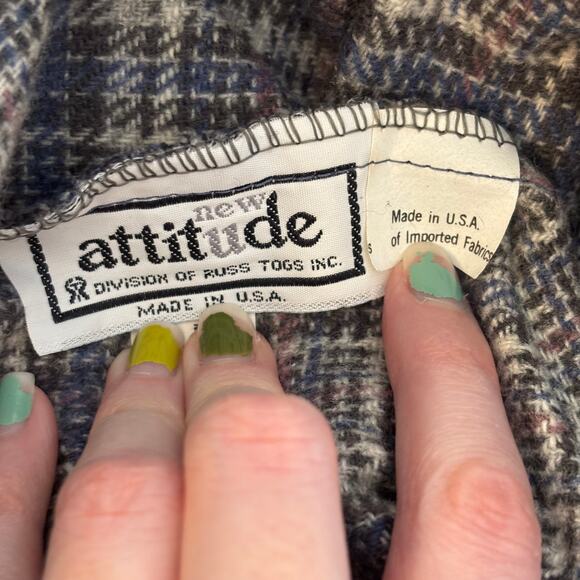 new
attitude
DIVISION OF RUSS TOGS INC.
MADE IN U.S.A.
Made in U.S.A.
of Imported Fabrics